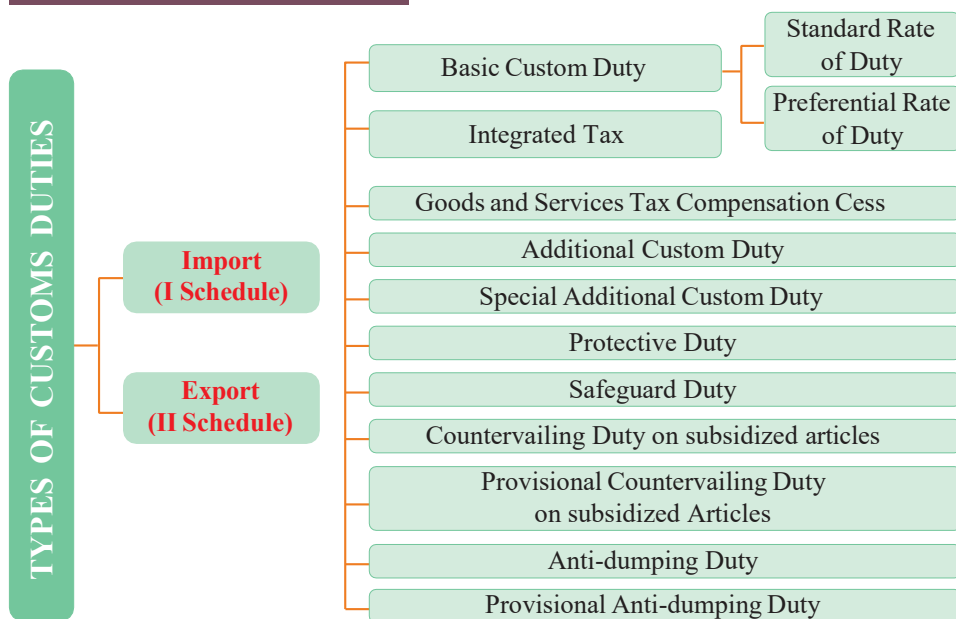 TYPES OF CUSTOMS DUTIES
Import
(I Schedule)
Export
(II Schedule)
Basic Custom Duty
Standard Rate
of Duty
Preferential Rate
of Duty
Integrated Tax
Goods and Services Tax Compensation Cess
Additional Custom Duty
Special Additional Custom Duty
Protective Duty
Safeguard Duty
Countervailing Duty on subsidized articles
Provisional Countervailing Duty
on subsidized Articles
Anti-dumping Duty
Provisional Anti-dumping Duty